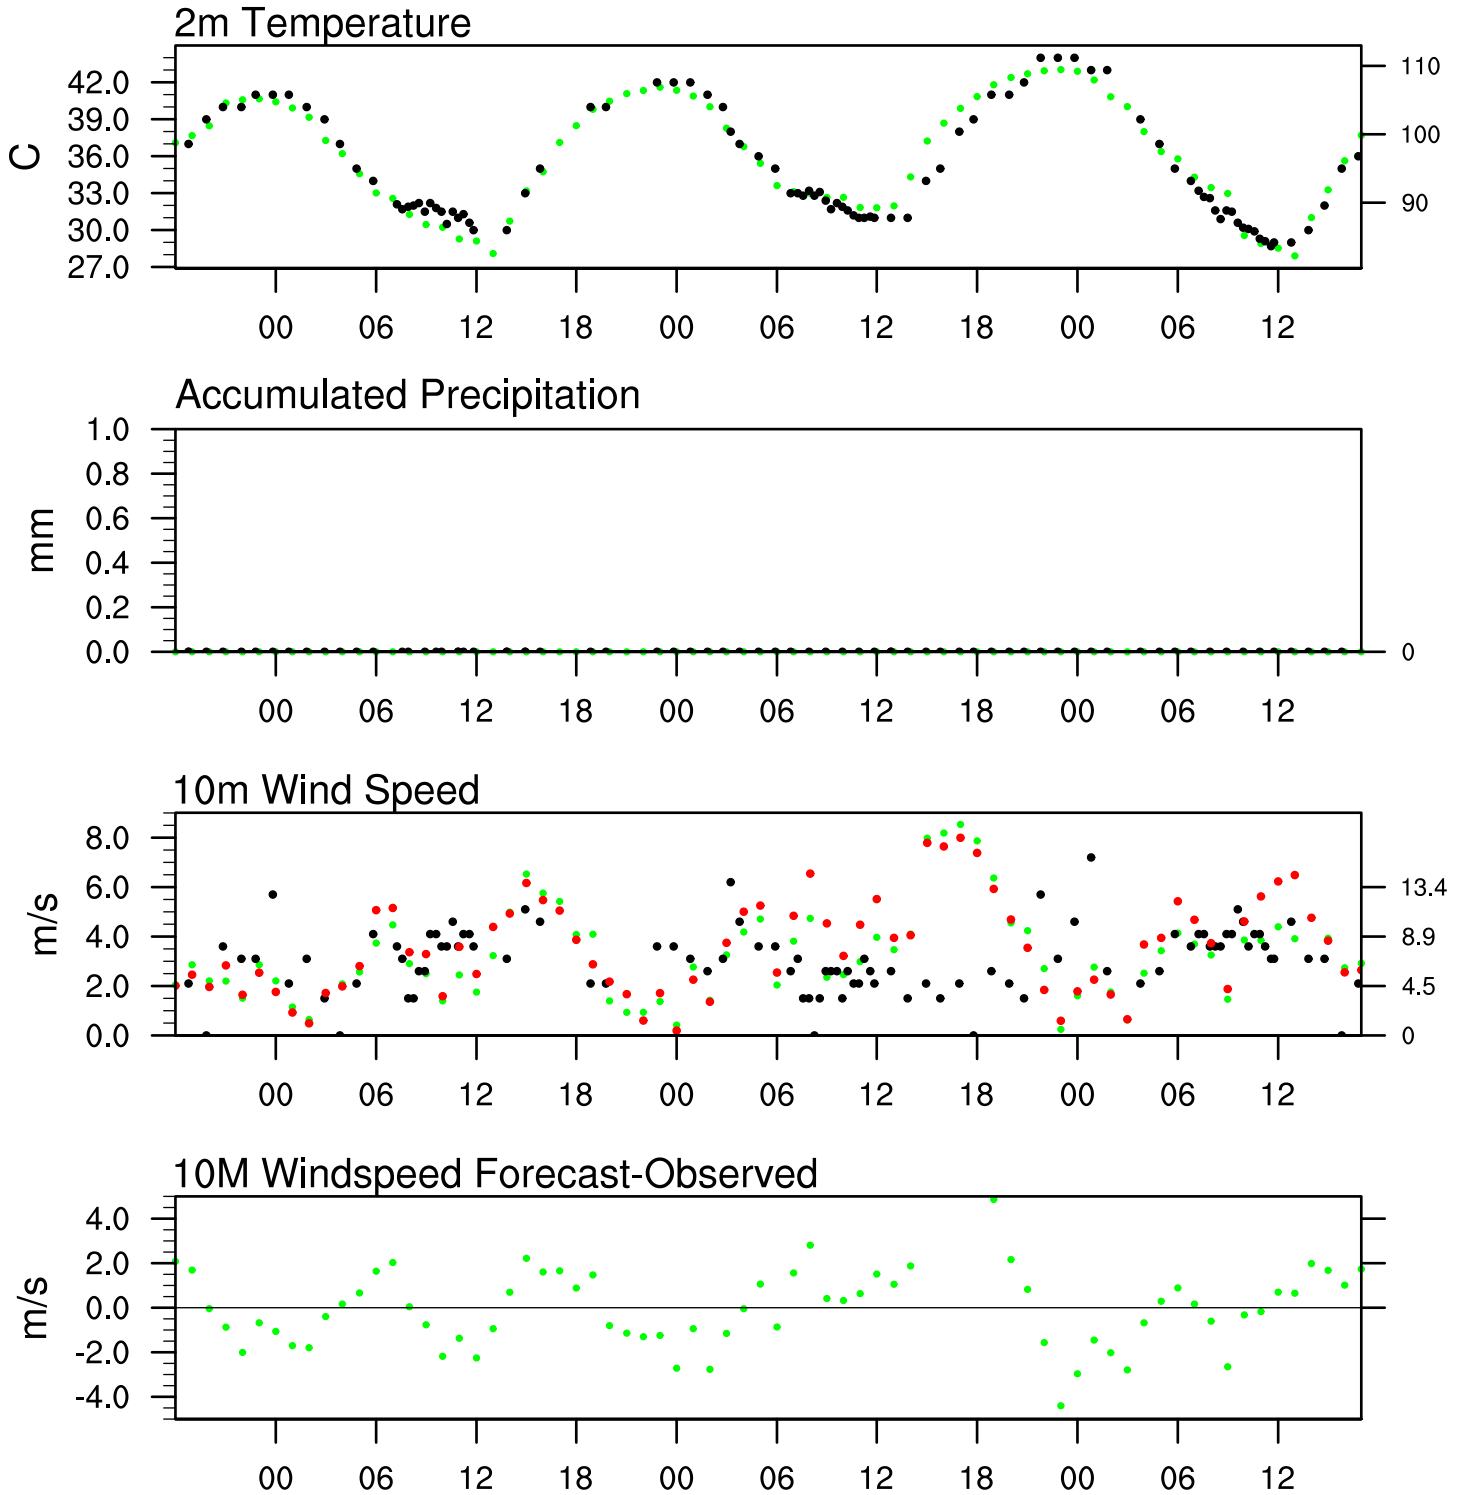 2m Temperature
42.0
39.0
36.0
33.0
30.0
27.0
C
110
100
90
00 06 12 18 00 06 12 18 00 06 12
Accumulated Precipitation
1.0
0.8
0.6
0.4
0.2
0.0
mm
0
00 06 12 18 00 06 12 18 00 06 12
10m Wind Speed
8.0
6.0
4.0
2.0
0.0
m/s
13.4
8.9
4.5
0
00 06 12 18 00 06 12 18 00 06 12
10M Windspeed Forecast-Observed
4.0
2.0
0.0
-2.0
-4.0
m/s
00 06 12 18 00 06 12 18 00 06 12